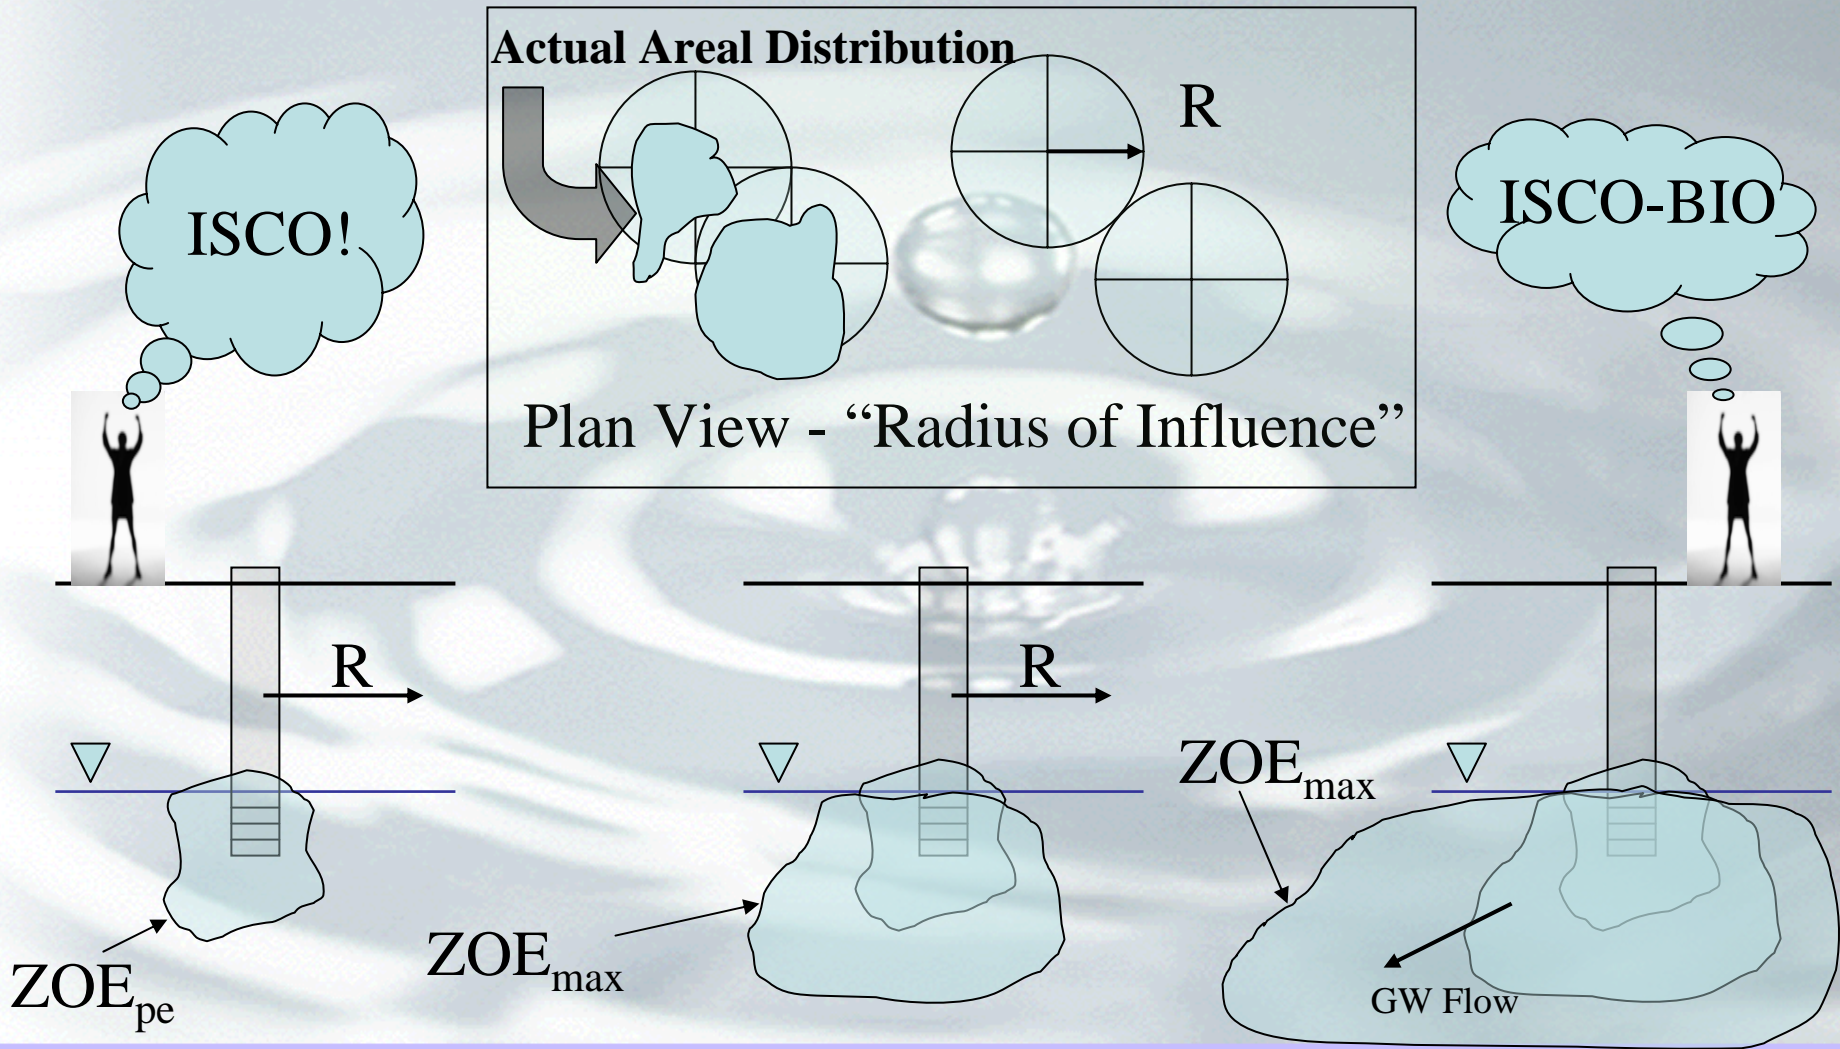 Actual Areal Distribution
R
ISCO!
ISCO-BIO
Plan View - “Radius of Influence”
R
R
ZOEmax
ZOEmax
ZOEpe
GW Flow